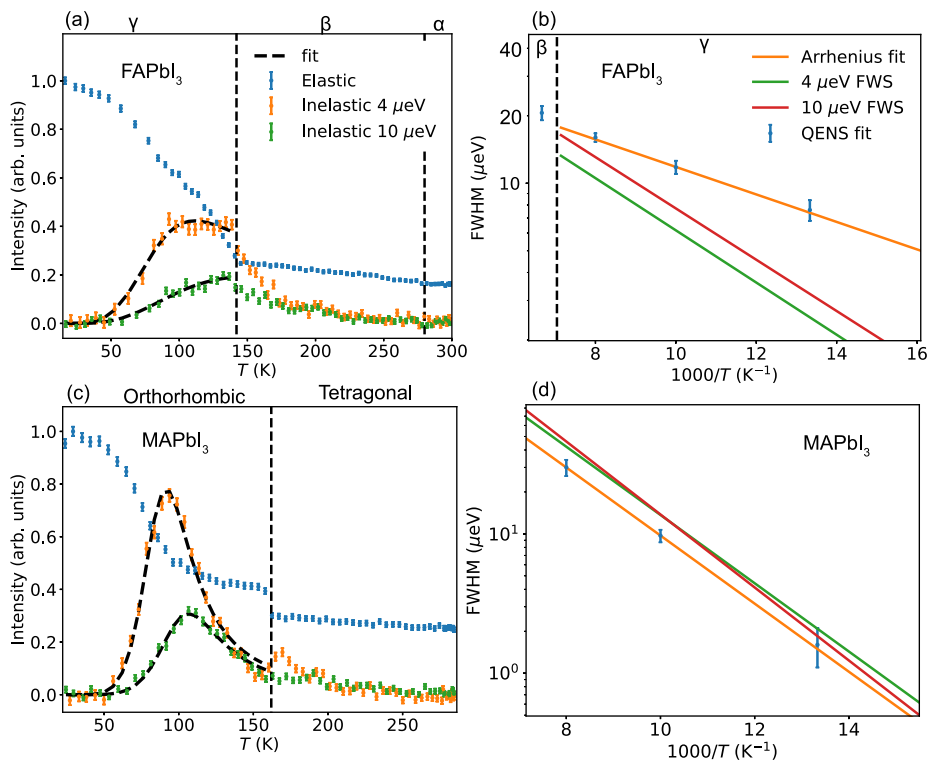 (a)
γ
β
α
FAPbI3
fit
Elastic
Inelastic 4 μeV
Inelastic 10 μeV
Intensity (arb. units)
1.0
0.8
0.6
0.4
0.2
0.0
50
100
150
200
250
300
T (K)
(b)
β
γ
FAPbI3
Arrhenius fit
4 μeV FWS
10 μeV FWS
QENS fit
FWHM (μeV)
40
20
10
8
10
12
14
16
1000/T (K⁻¹)
(c)
Orthorhombic
Tetragonal
MAPbI3
Intensity (arb. units)
1.0
0.8
0.6
0.4
0.2
0.0
50
100
150
200
250
T (K)
(d)
MAPbI3
FWHM (μeV)
10¹
10⁰
8
10
12
14
1000/T (K⁻¹)